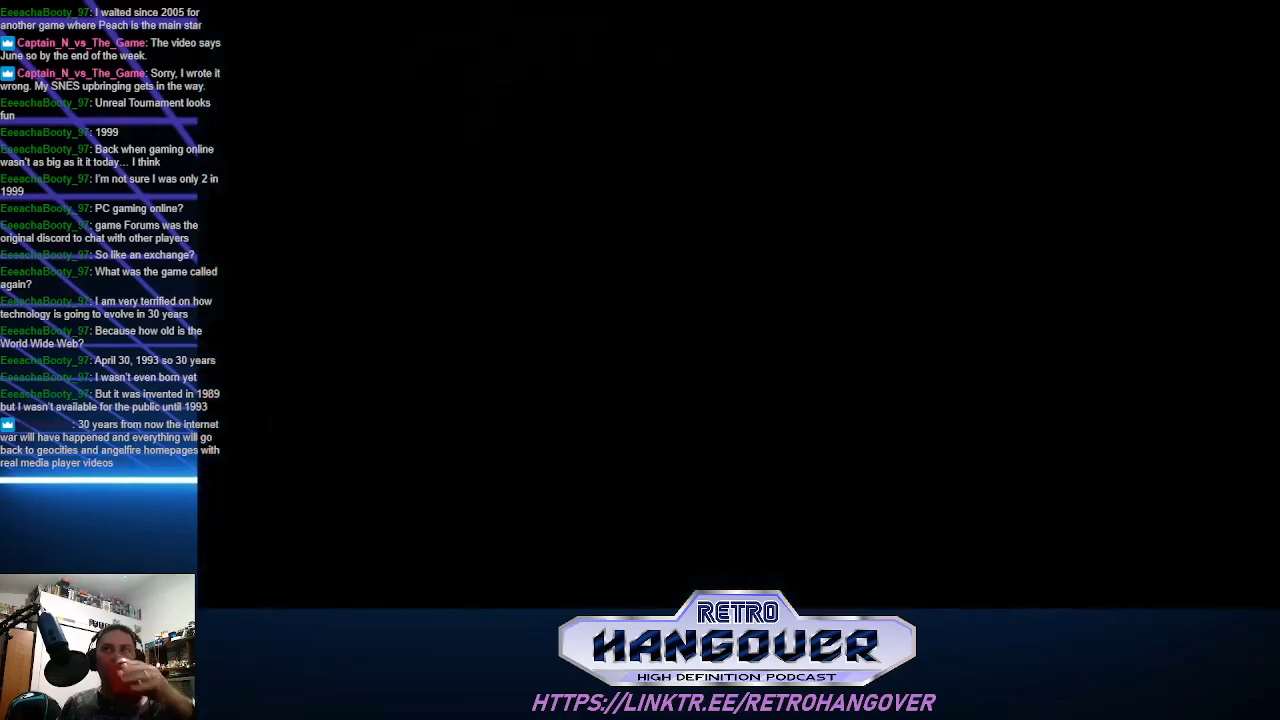 EeeachaBooty_97: I waited since 2005 for
another game where Peach Is the main star
Captain_N_vs_The_Game: The video says
June so by the end of the week.
Captain_N_vs_The_Game: Sorry, I wrote it
wrong. My SNES upbringing gets in the way.
EeeachaBooty_97: Unreal Tournament looks
fun
EeeachaBooty_97: 1999
EeeachaBooty_97: Back when gaming online
wasn't as big as it it today… I think
EeeachaBooty_97: I'm not sure I was only 2 in
1999
EeeachaBooty_97: PC gaming online?
EeeachaBooty_97: game Forums was the
original discord to chat with other players
EeeachaBooty_97: So like an exchange?
EeeachaBooty_97: What was the game called
again?
EeeachaBooty_97: I am very terrified on how
technology is going to evolve in 30 years
EeeachaBooty_97: Because how old is the
World Wide Web?
EeeachaBooty_97: April 30, 1993 so 30 years
EeeachaBooty_97: I wasn't even born yet
EeeachaBooty_97: But it was invented in 1989
but I wasn't available for the public until 1993
: 30 years from now the internet
war will have happened and everything will go
back to geocities and angelfire homepages with
real media player videos
RETRO
HANGOVER
HIGH DEFINITION PODCAST
HTTPS://LINKTR.EE/RETROHANGOVER